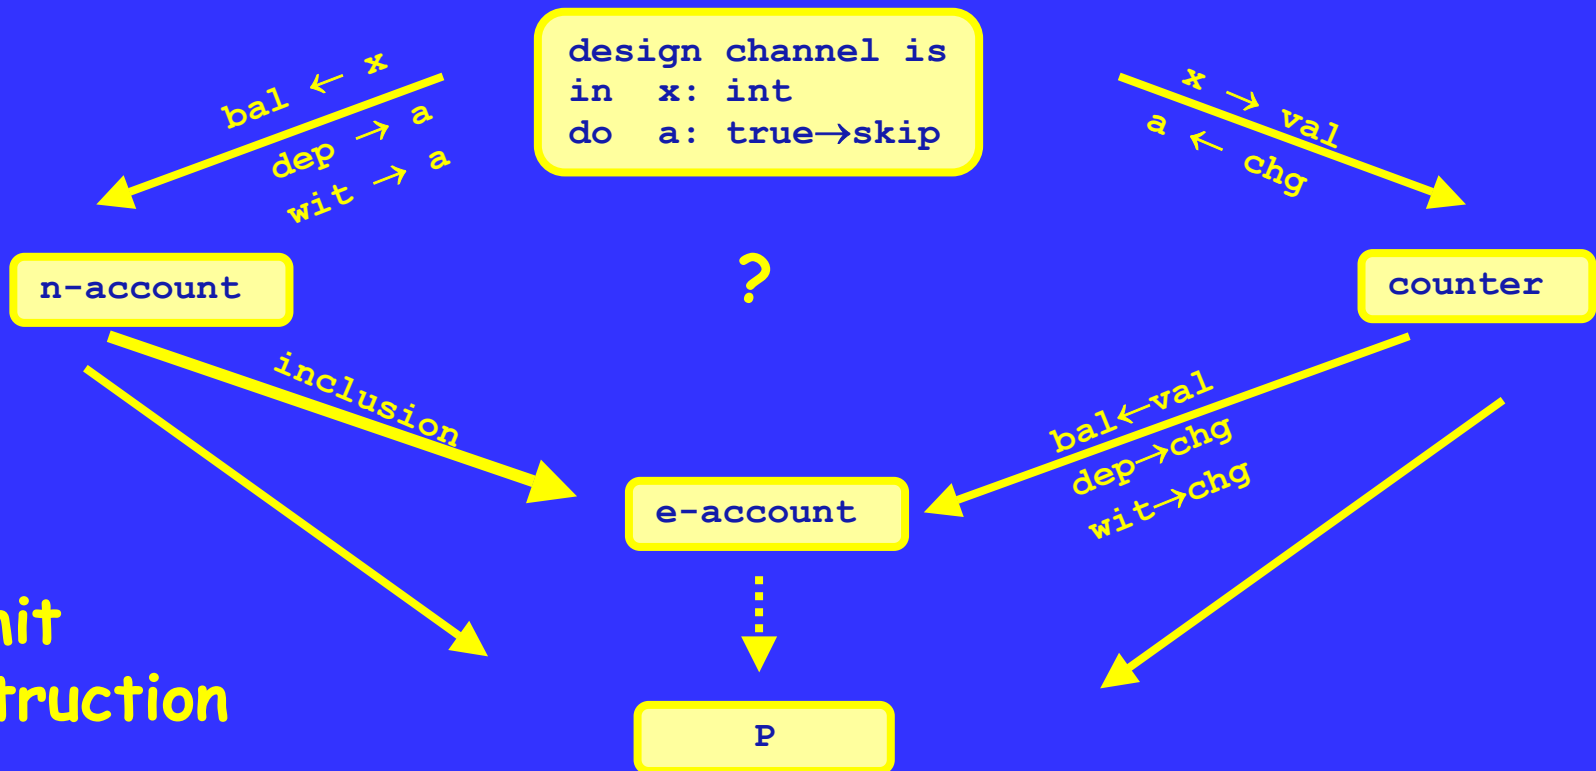 design channel is
in x: int
do a: true→skip
bal ← x
dep → a
wit → a
x → val
a ← chg
n-account
?
counter
inclusion
bal←val
dep→chg
wit→chg
e-account
P